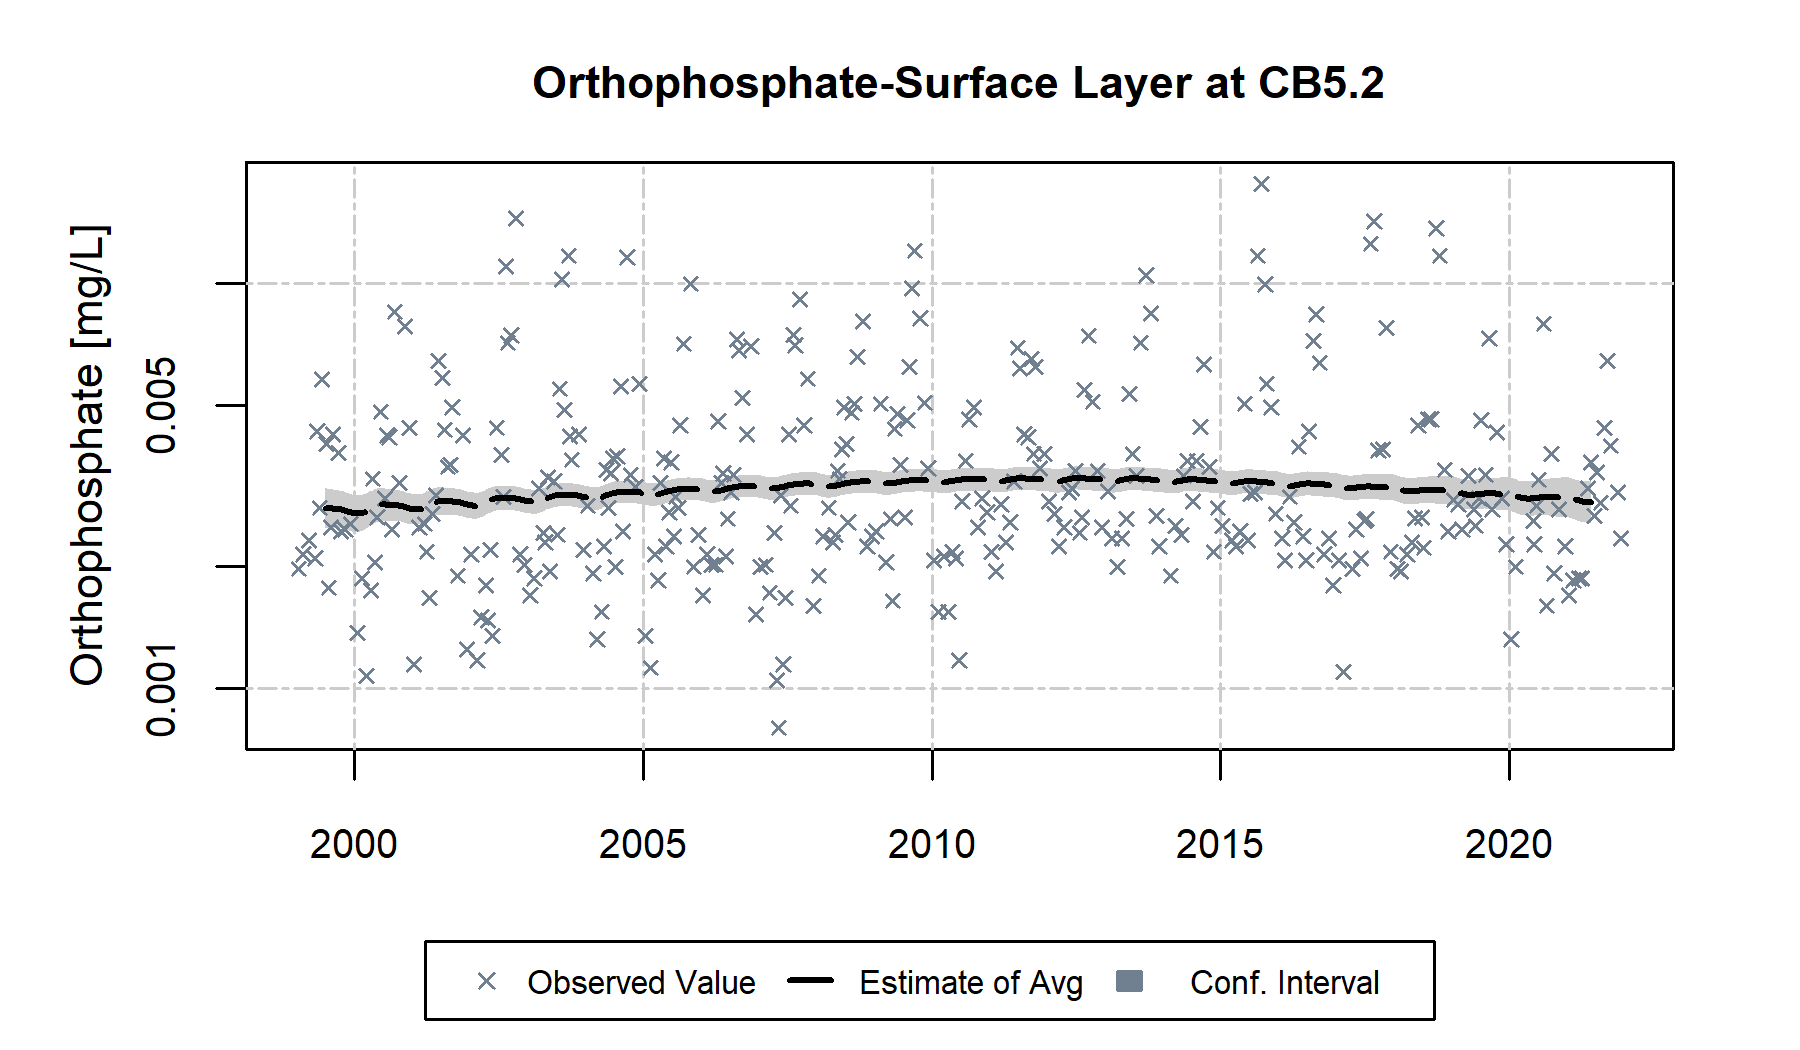 Orthophosphate-Surface Layer at CB5.2
Orthophosphate [mg/L]
0.005
0.001
2000 2005 2010 2015 2020
Observed Value Estimate of Avg Conf. Interval